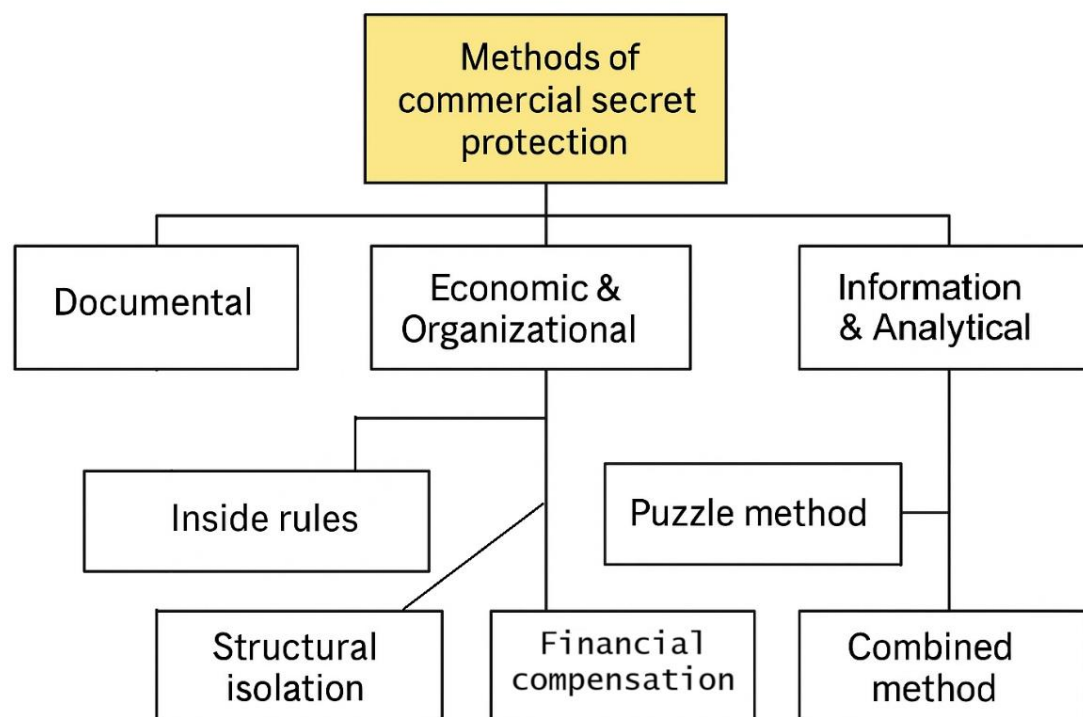 Methods of
commercial secret
protection
Documental
Economic &
Organizational
Information
& Analytical
Inside rules
Puzzle method
Structural
isolation
Financial
compensation
Combined
method